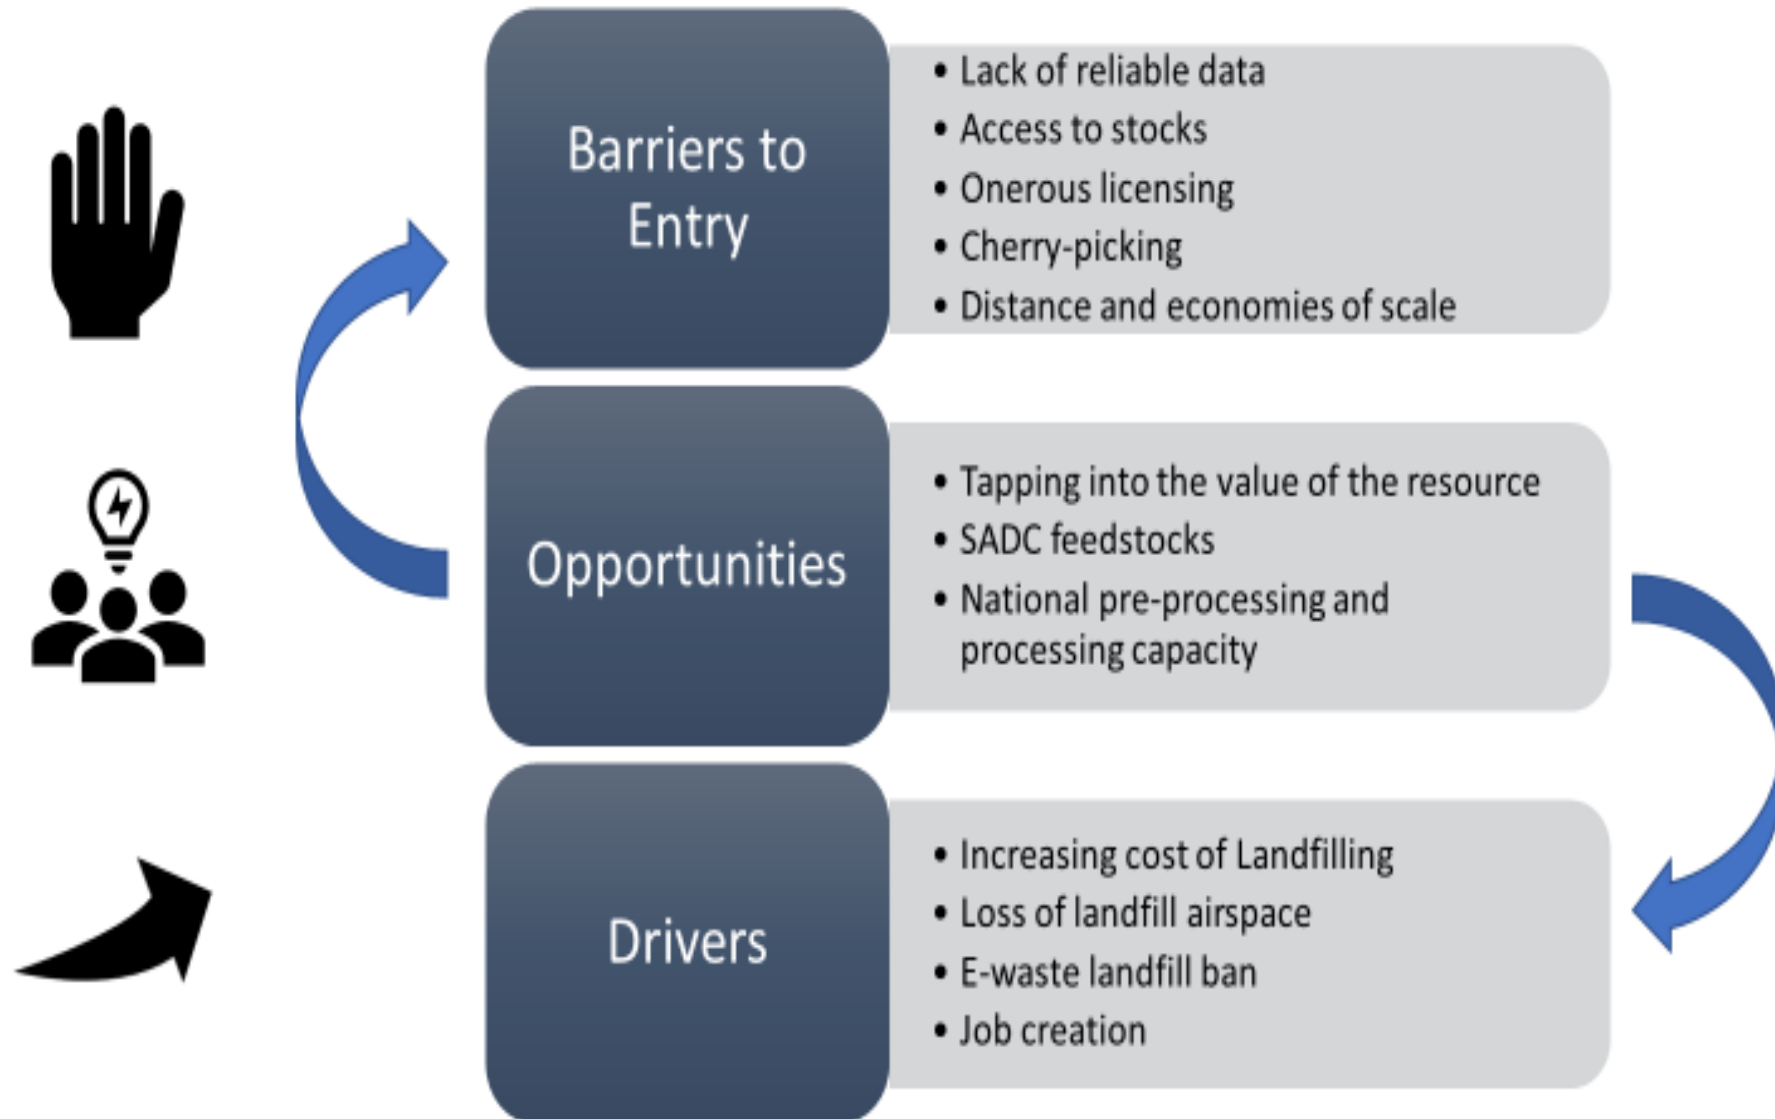 Barriers to
Entry
• Lack of reliable data
• Access to stocks
• Onerous licensing
• Cherry-picking
• Distance and economies of scale
Opportunities
• Tapping into the value of the resource
• SADC feedstocks
• National pre-processing and
processing capacity
Drivers
• Increasing cost of Landfilling
• Loss of landfill airspace
• E-waste landfill ban
• Job creation